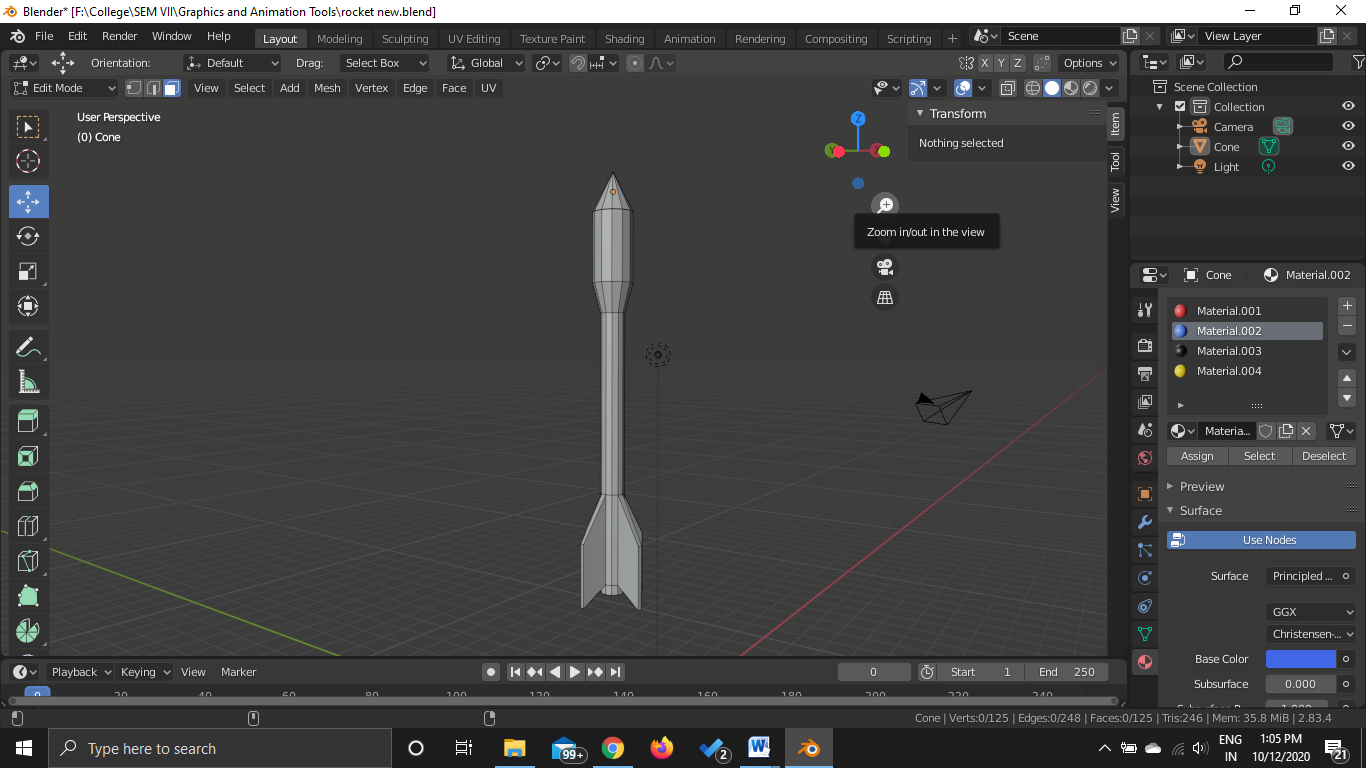 Blender* [F:\College\SEM VII\Graphics and Animation Tools\rocket new.blend]
File Edit Render Window Help Layout Modeling Sculpting UV Editing Texture Paint Shading Animation Rendering Compositing Scripting + Scene View Layer
Orientation: Default Drag: Select Box Global X Y Z Options
Edit Mode View Select Add Mesh Vertex Edge Face UV
User Perspective
(0) Cone
Z
Transform
Nothing selected
Item
Tool
View
Zoom in/out in the view
Scene Collection
Collection
Camera
Cone
Light
Cone Material.002
Material.001
Material.002
Material.003
Material.004
Materia...
Assign Select Deselect
Preview
Surface
Use Nodes
Surface Principled ...
GGX
Christensen-...
Base Color
Subsurface 0.000
Playback Keying View Marker 0 Start 1 End 250
0 20 40 60 80 100 120 140 160 180 200 220 240
Cone | Verts:0/125 | Edges:0/248 | Faces:0/125 | Tris:246 | Mem: 35.8 MiB | 2.83.4
Type here to search
99+
2
ENG
IN
1:05 PM
10/12/2020
21